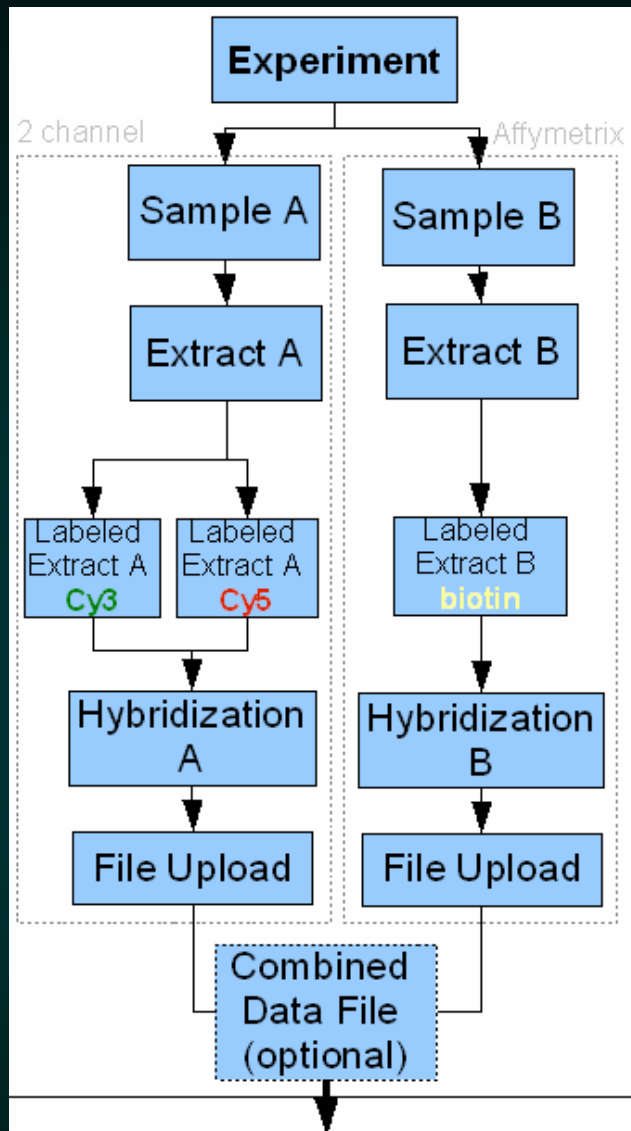 Experiment
2 channel
Affymetrix
Sample A
Sample B
Extract A
Extract B
Labeled
Extract A
Cy3
Labeled
Extract A
Cy5
Labeled
Extract B
biotin
Hybridization
A
Hybridization
B
File Upload
File Upload
Combined
Data File
(optional)